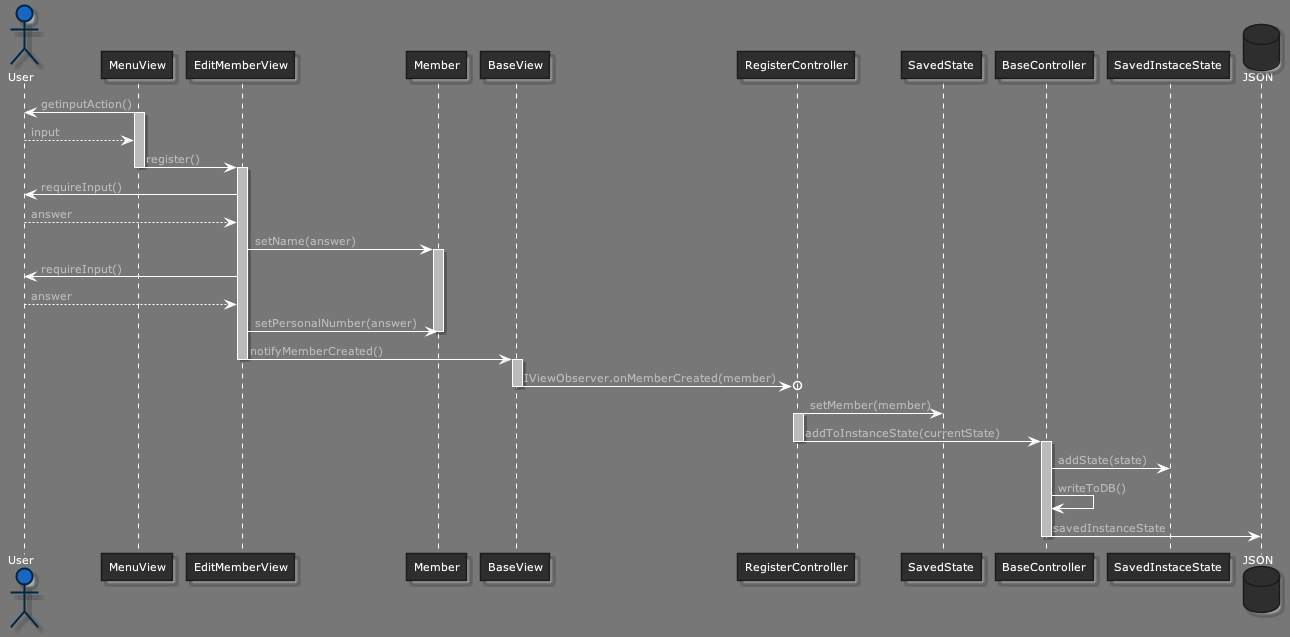 User
MenuView
EditMemberView
Member
BaseView
RegisterController
SavedState
BaseController
SavedInstaceState
JSON
getinputAction()
input
register()
requireInput()
answer
setName(answer)
requireInput()
answer
setPersonalNumber(answer)
notifyMemberCreated()
IViewObserver.onMemberCreated(member)
setMember(member)
addToInstanceState(currentState)
addState(state)
writeToDB()
savedInstanceState
User
MenuView
EditMemberView
Member
BaseView
RegisterController
SavedState
BaseController
SavedInstaceState
JSON